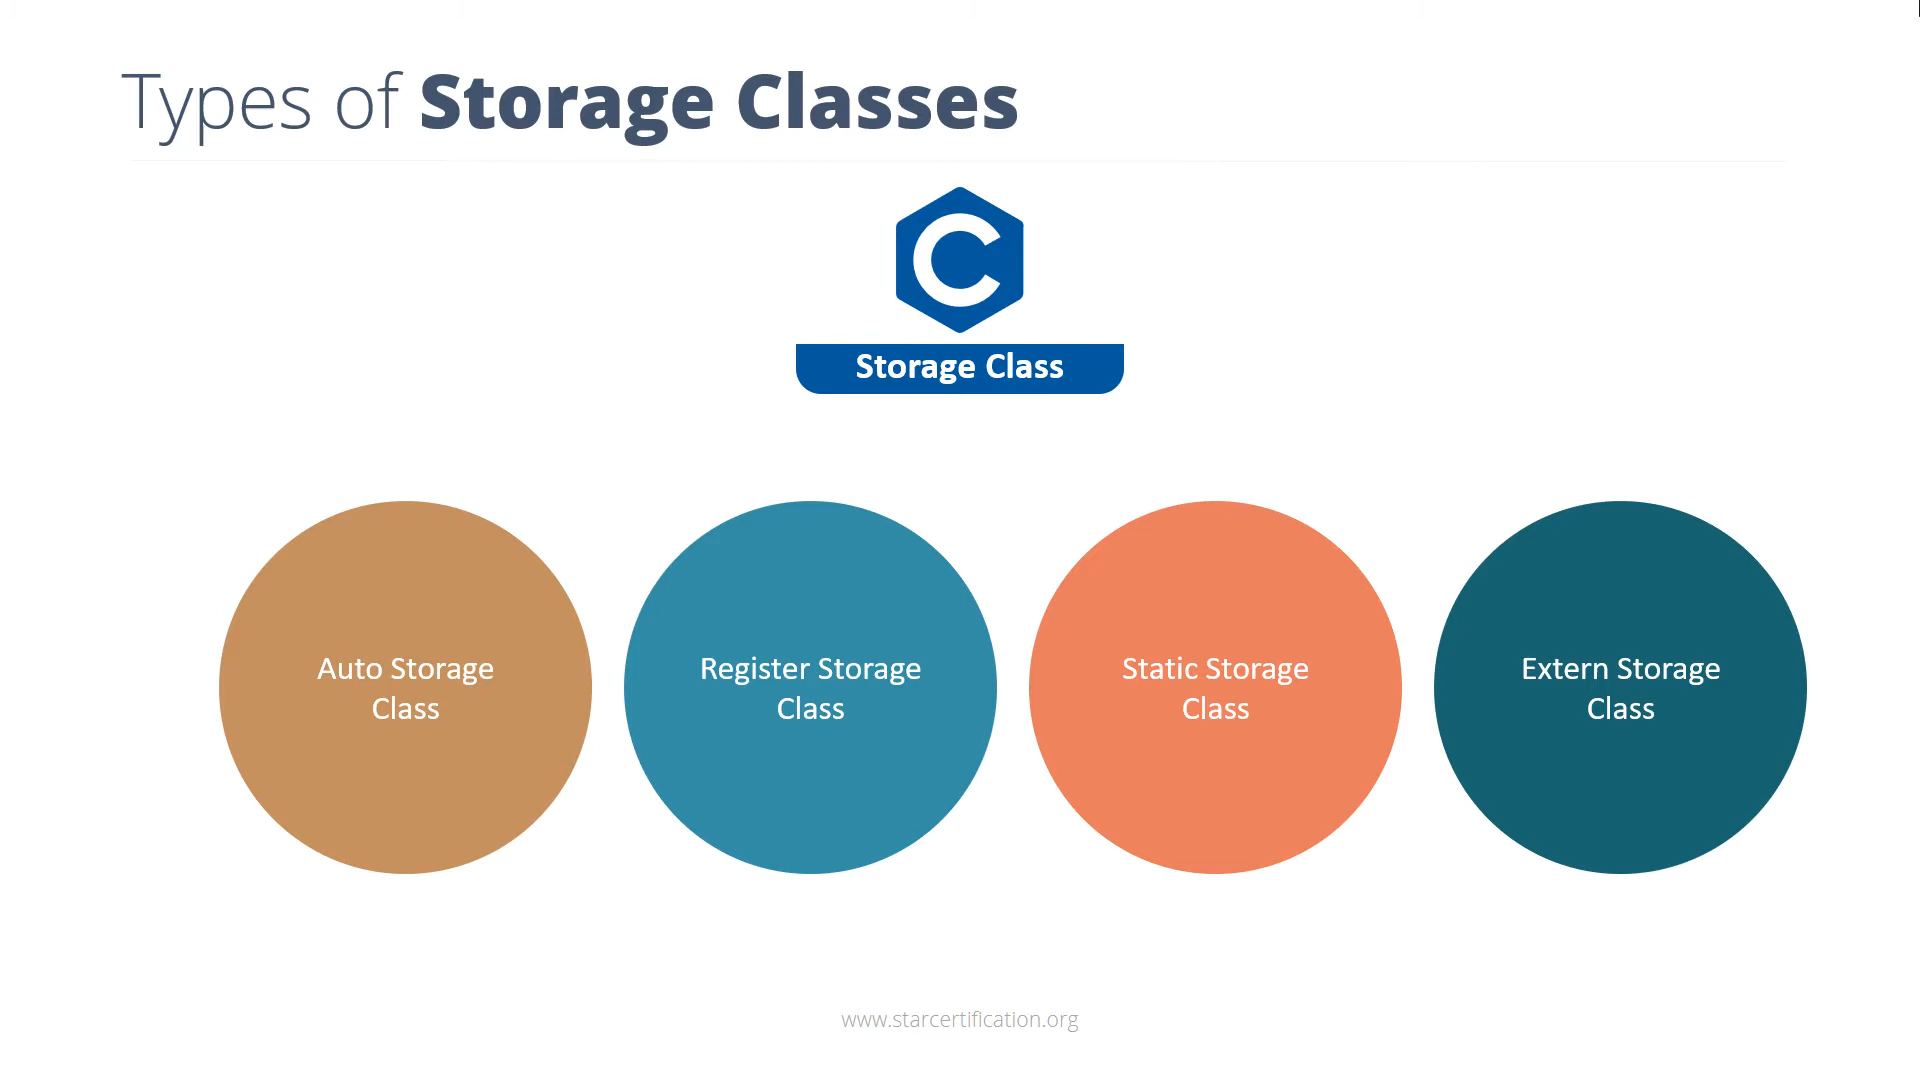 Types of Storage Classes
C
Storage Class
Auto Storage
Class
Register Storage
Class
Static Storage
Class
Extern Storage
Class
www.starcertification.org